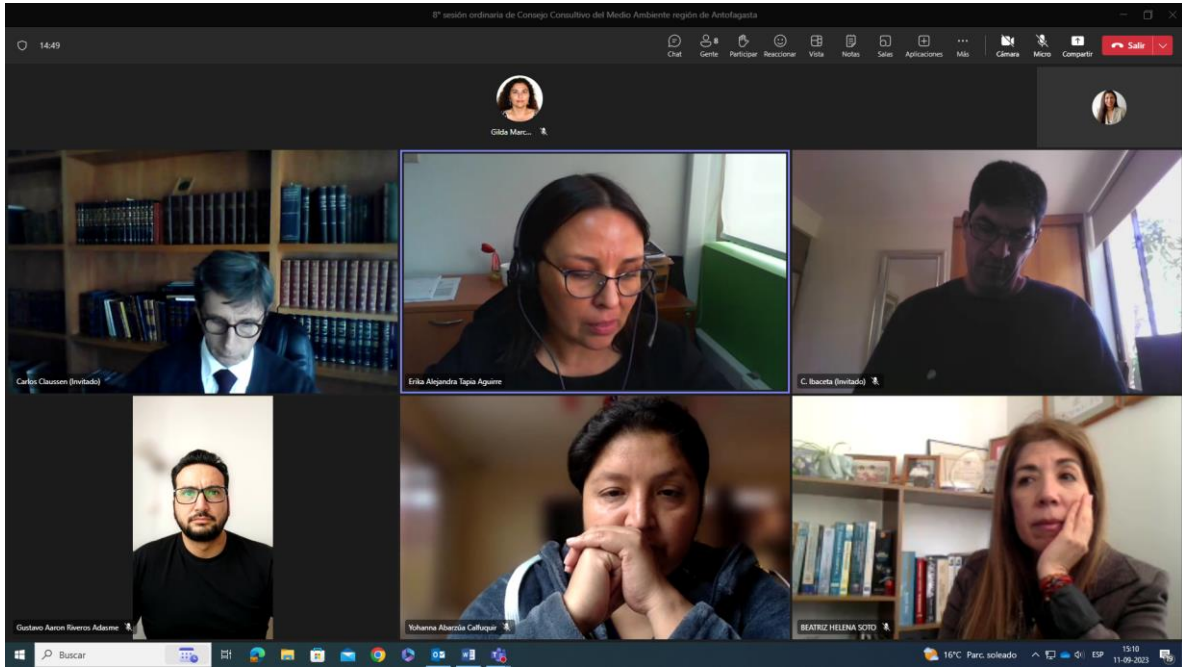 8° sesión ordinaria de Consejo Consultivo del Medio Ambiente región de Antofagasta
14:49
Chat
Gente 8
Participar
Reaccionar
Vista
Notas
Salas
Aplicaciones
Más
Cámara
Micro
Compartir
Salir
Gilda Marc...
Carlos Claussen (Invitado)
Erika Alejandra Tapia Aguirre
C. Ibaceta (Invitado)
Gustavo Aaron Riveros Adasme
Yohanna Abarzúa Calfuquir
BEATRIZ HELENA SOTO
Buscar
16°C Parc. soleado
ESP
15:10
11-09-2023